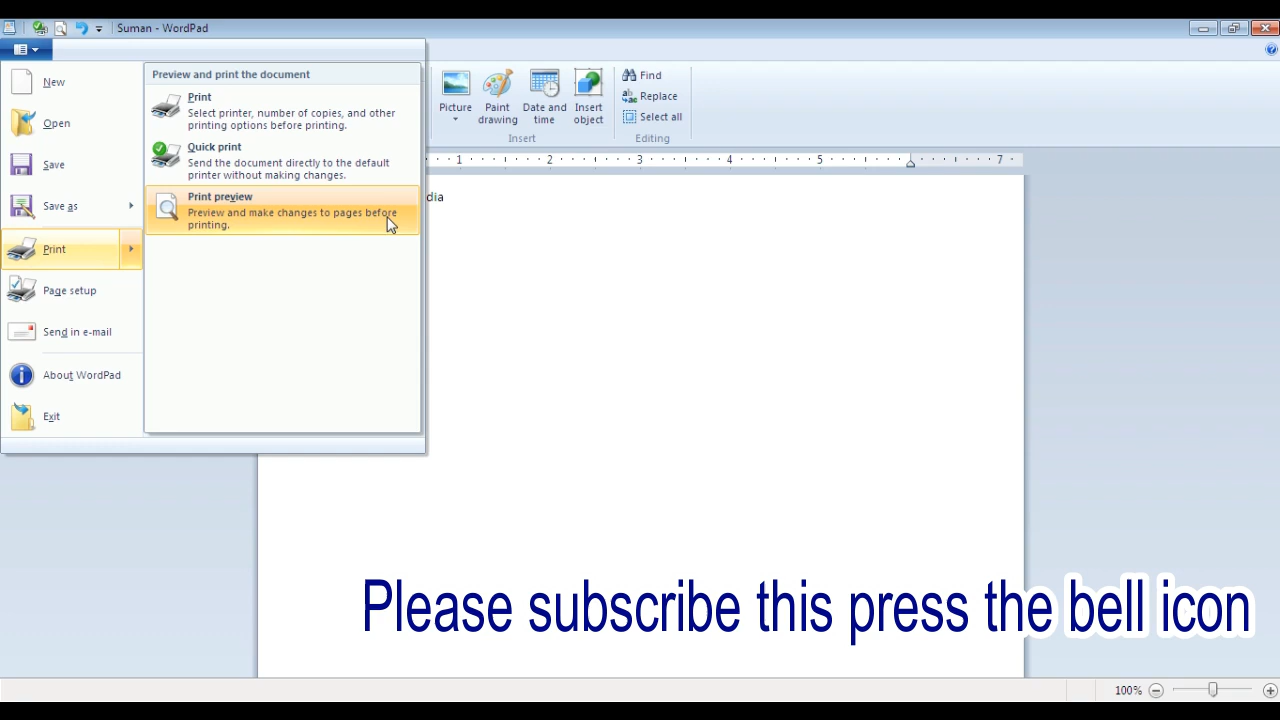 Suman - WordPad
New
Open
Save
Save as
Print
Page setup
Send in e-mail
About WordPad
Exit
Preview and print the document
Print
Select printer, number of copies, and other
printing options before printing.
Quick print
Send the document directly to the default
printer without making changes.
Print preview
Preview and make changes to pages before
printing.
Picture
Paint
drawing
Date and
time
Insert
object
Insert
Find
Replace
Select all
Editing
1 2 3 4 5 7
dia
Please subscribe this press the bell icon
100%